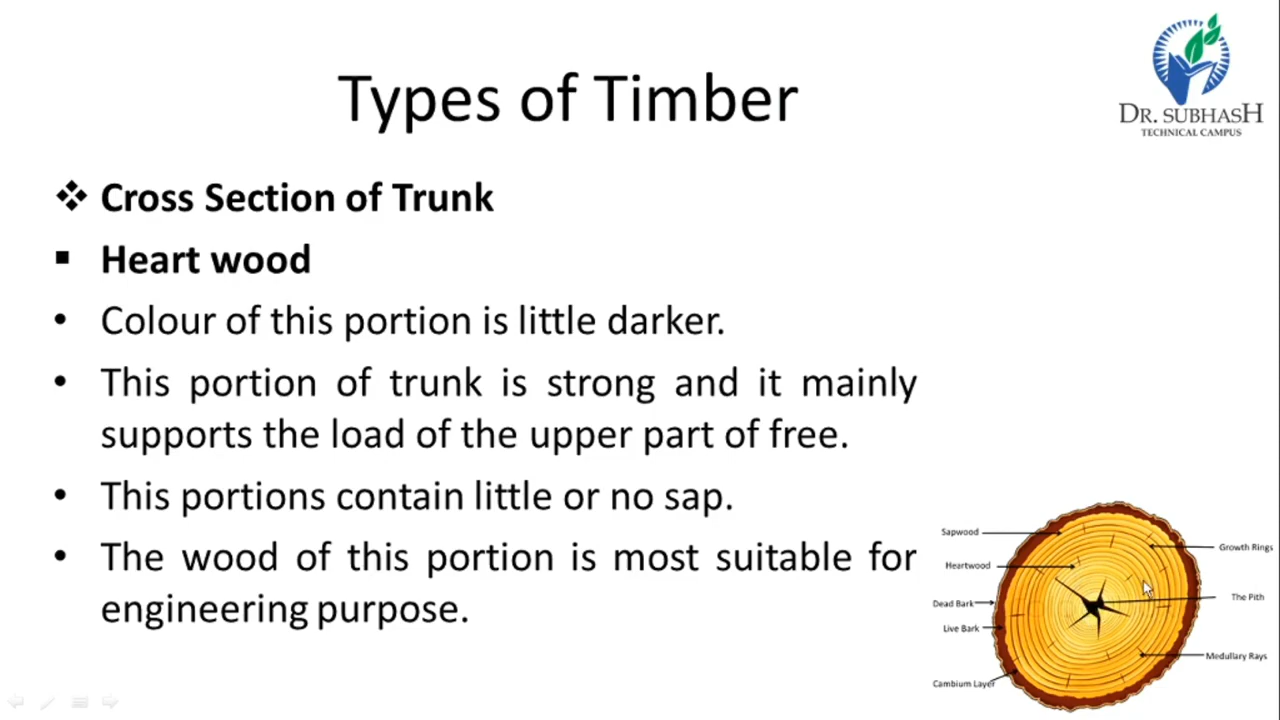 DR. SUBHASH
TECHNICAL CAMPUS
Types of Timber
Cross Section of Trunk
Heart wood
Colour of this portion is little darker.
This portion of trunk is strong and it mainly
supports the load of the upper part of free.
This portions contain little or no sap.
The wood of this portion is most suitable for
engineering purpose.
Sapwood
Growth Rings
Heartwood
The Pith
Dead Bark
Live Bark
Medullary Rays
Cambium Layer